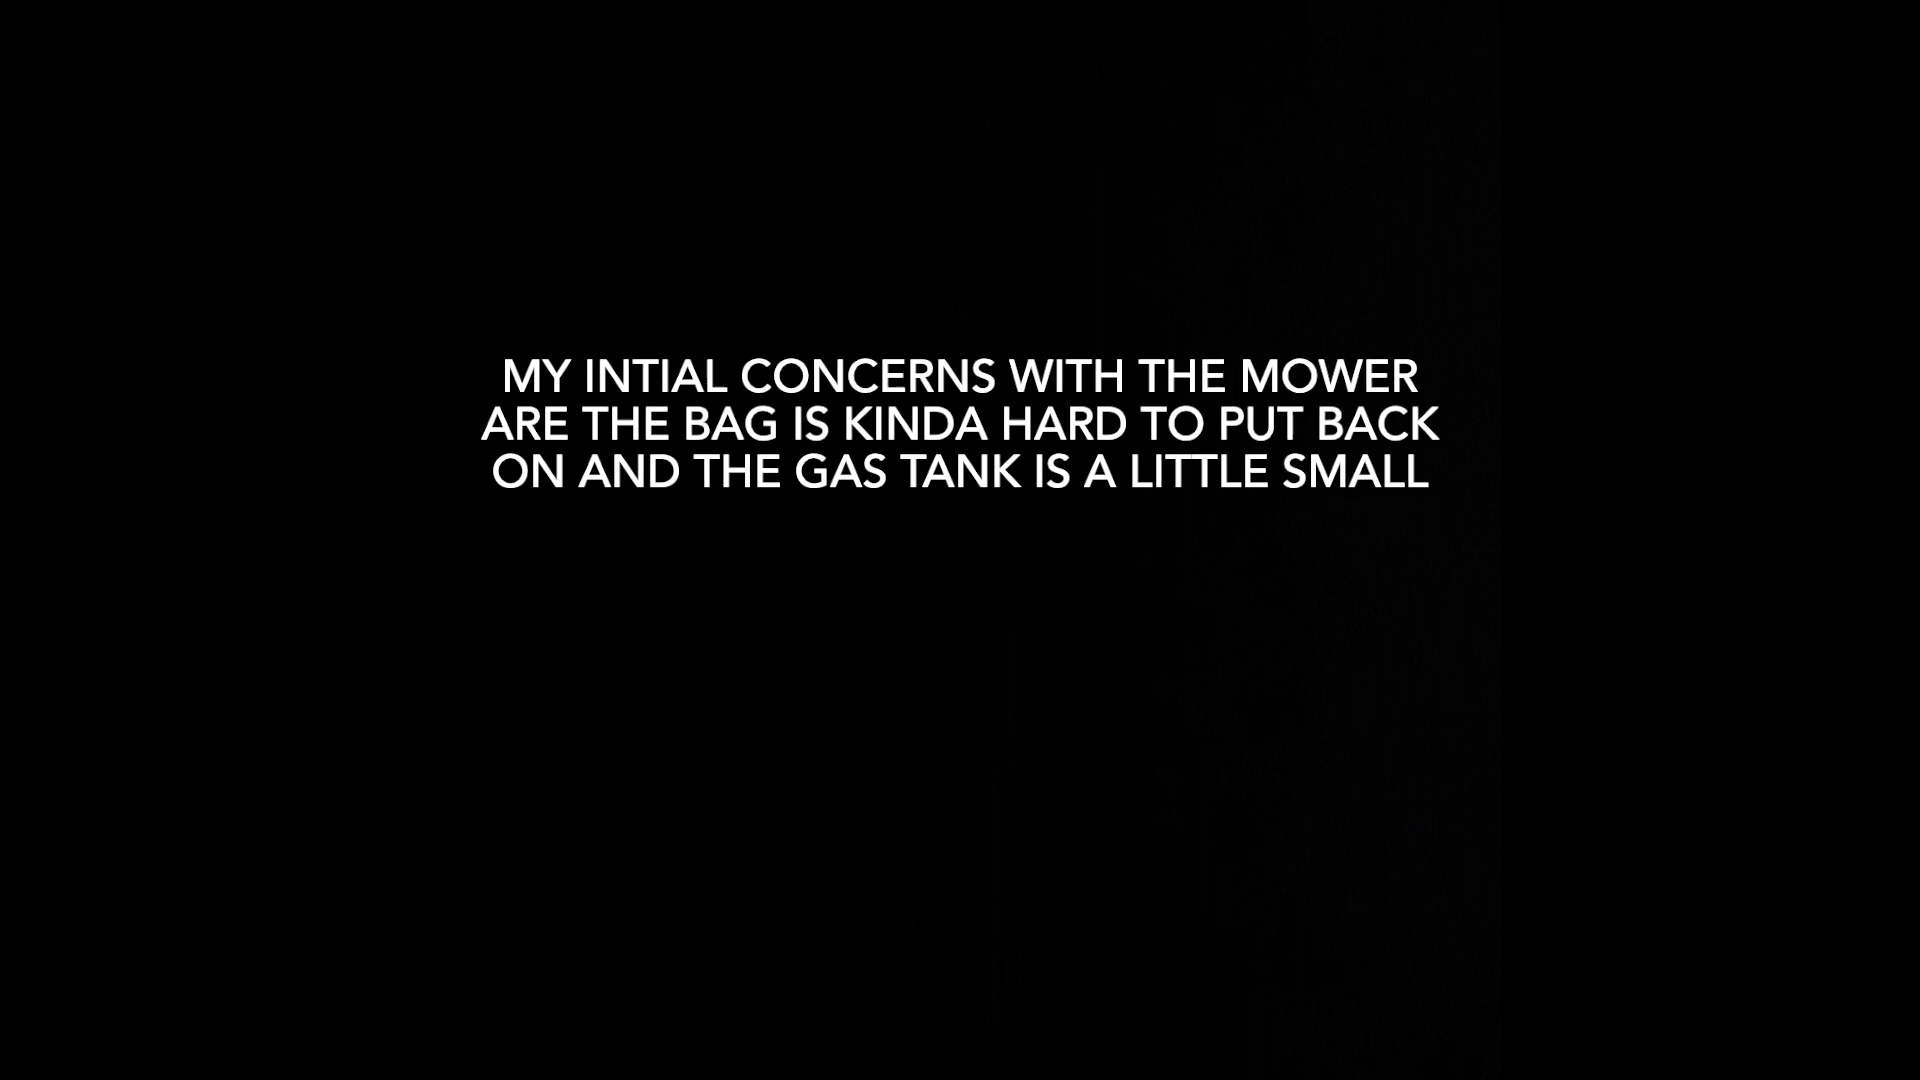 MY INTIAL CONCERNS WITH THE MOWER
ARE THE BAG IS KINDA HARD TO PUT BACK
ON AND THE GAS TANK IS A LITTLE SMALL